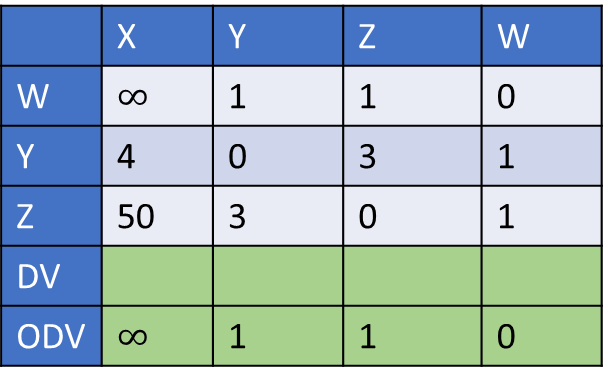 X Y Z W
W ∞ 1 1 0
Y 4 0 3 1
Z 50 3 0 1
DV
ODV ∞ 1 1 0